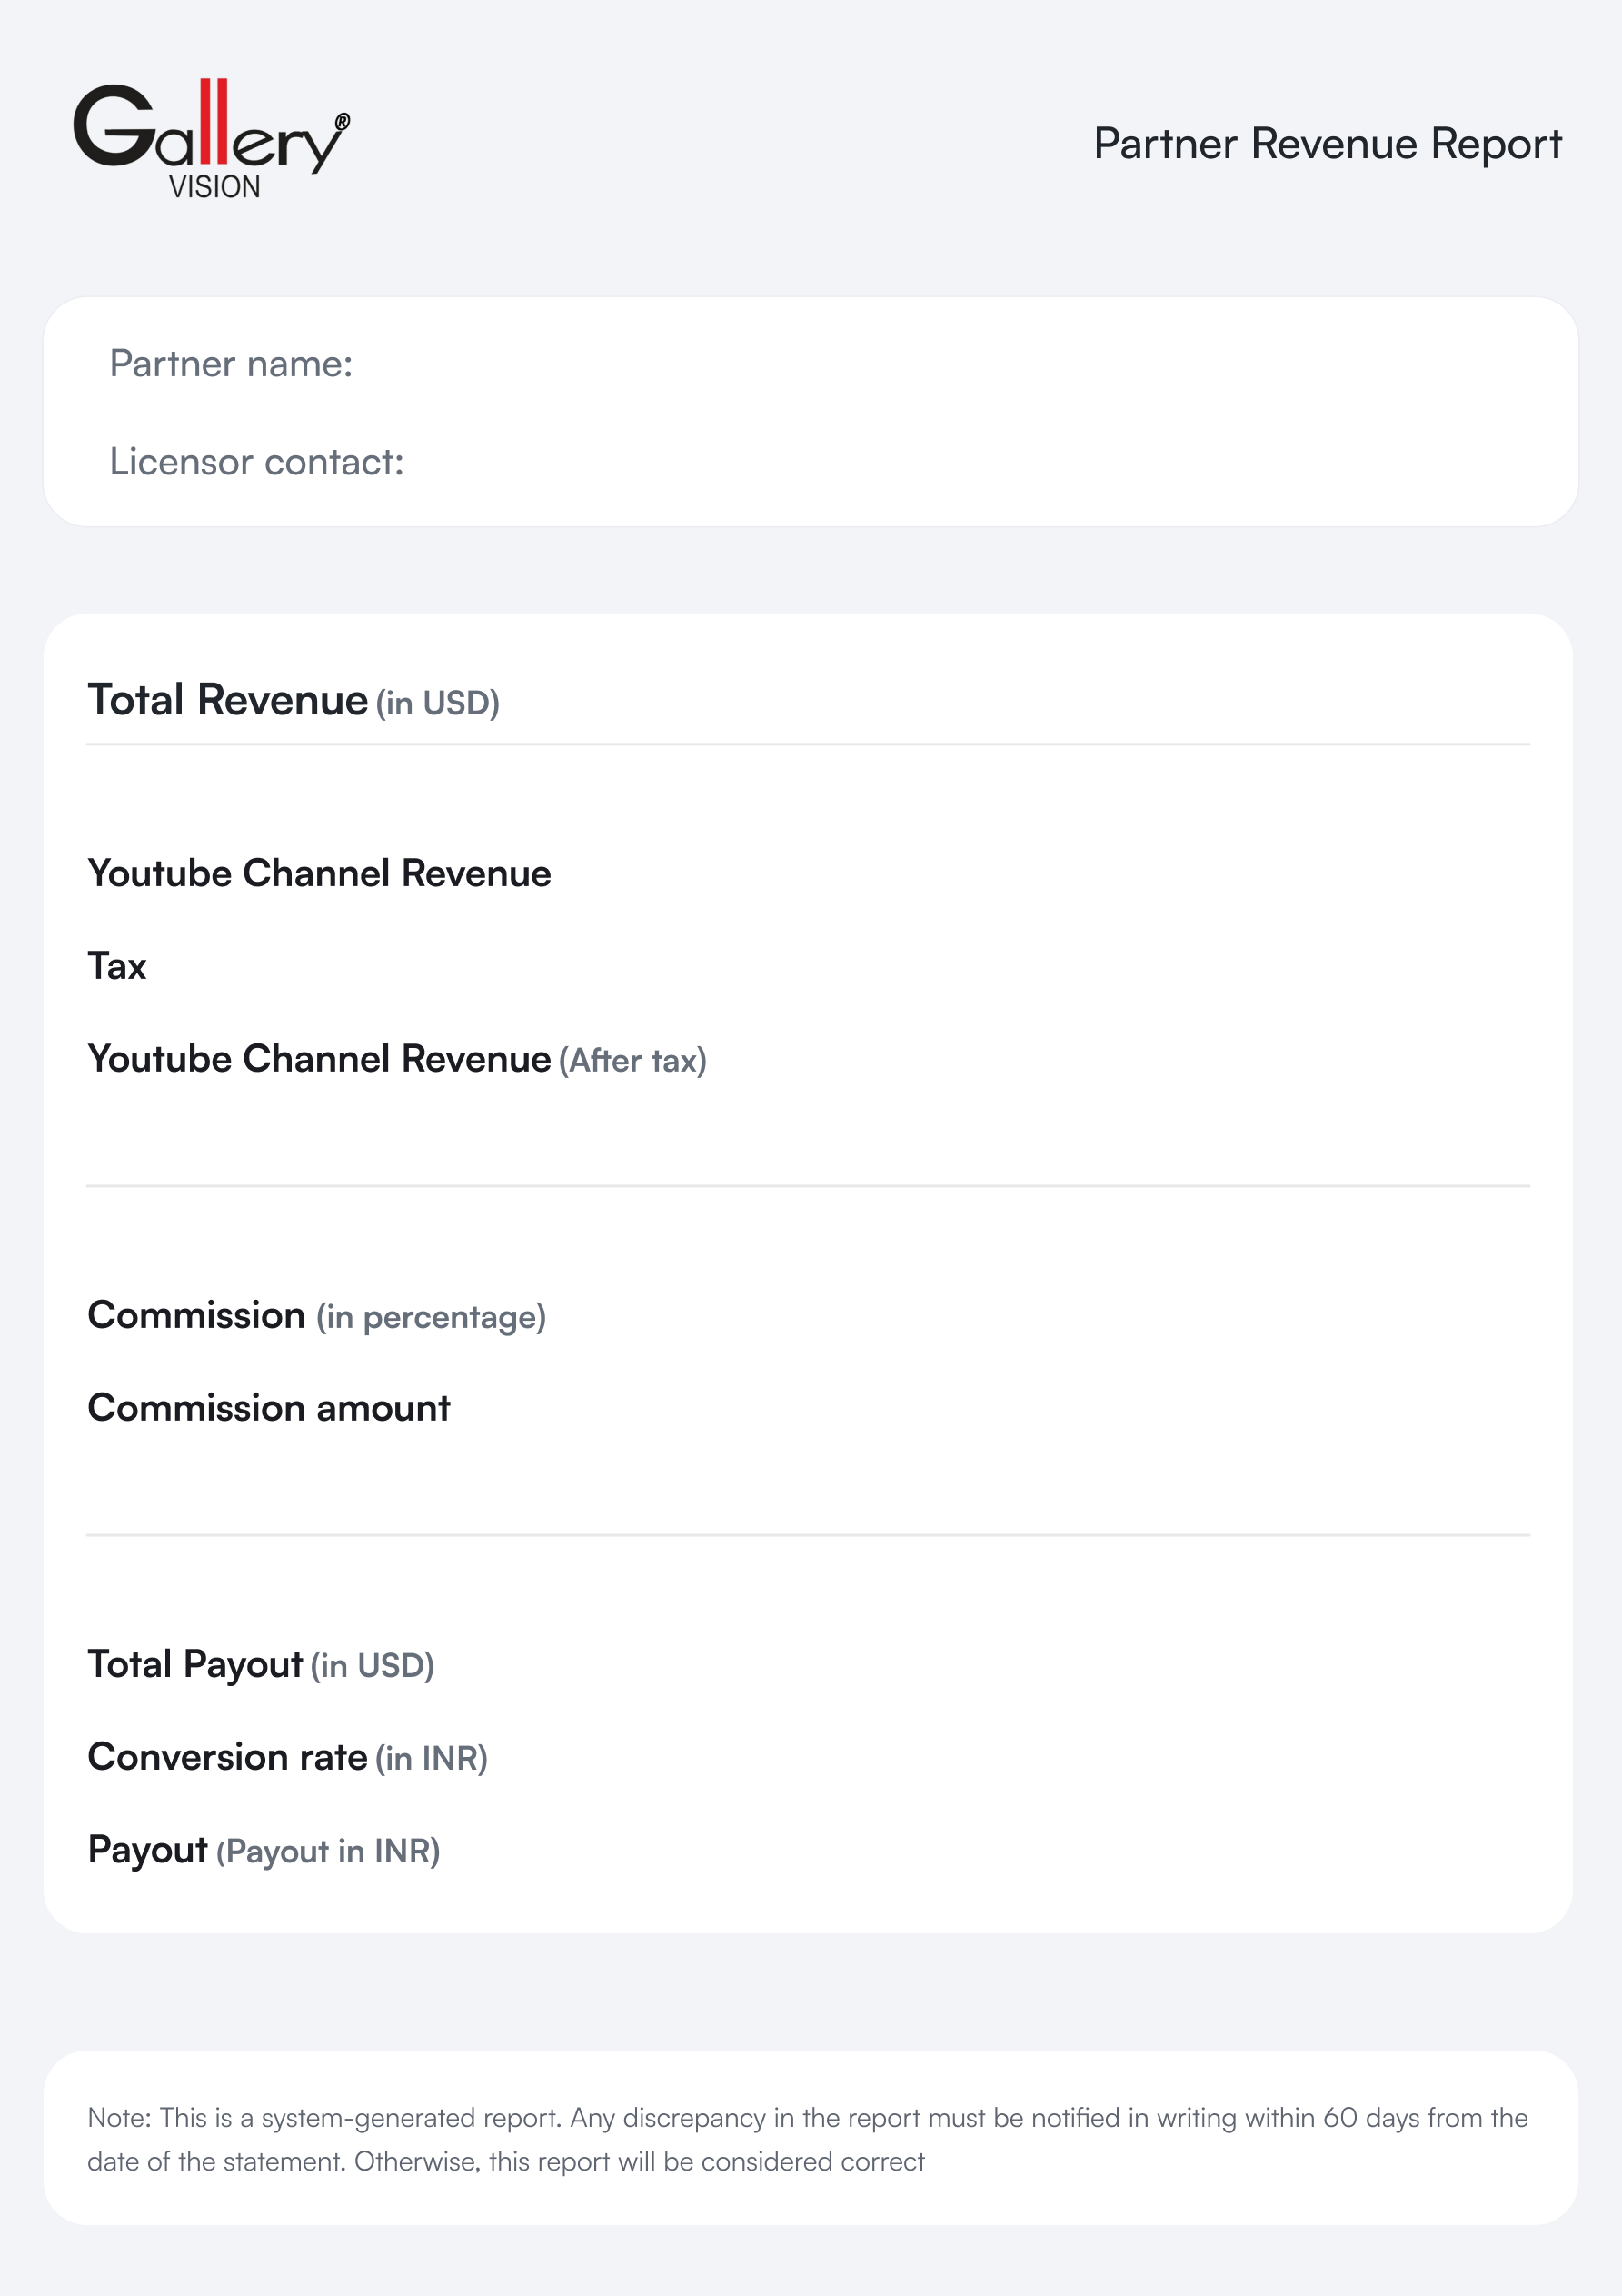 Gallery®
VISION
Partner Revenue Report
Partner name:
Licensor contact:
Total Revenue (in USD)
Youtube Channel Revenue
Tax
Youtube Channel Revenue (After tax)
Commission (in percentage)
Commission amount
Total Payout (in USD)
Conversion rate (in INR)
Payout (Payout in INR)
Note: This is a system-generated report. Any discrepancy in the report must be notified in writing within 60 days from the
date of the statement. Otherwise, this report will be considered correct